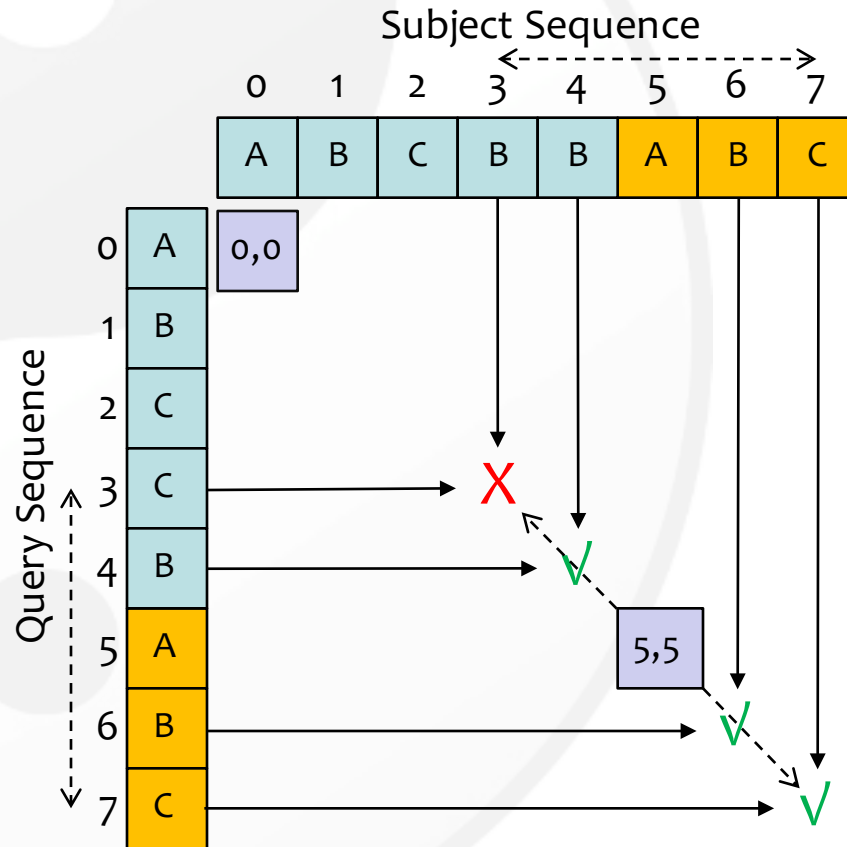 Subject Sequence
0 1 2 3 4 5 6 7
A B C B B A B C
Query Sequence
0 A 0,0
1 B
2 C
3 C X
4 B √
5 A 5,5
6 B √
7 C √